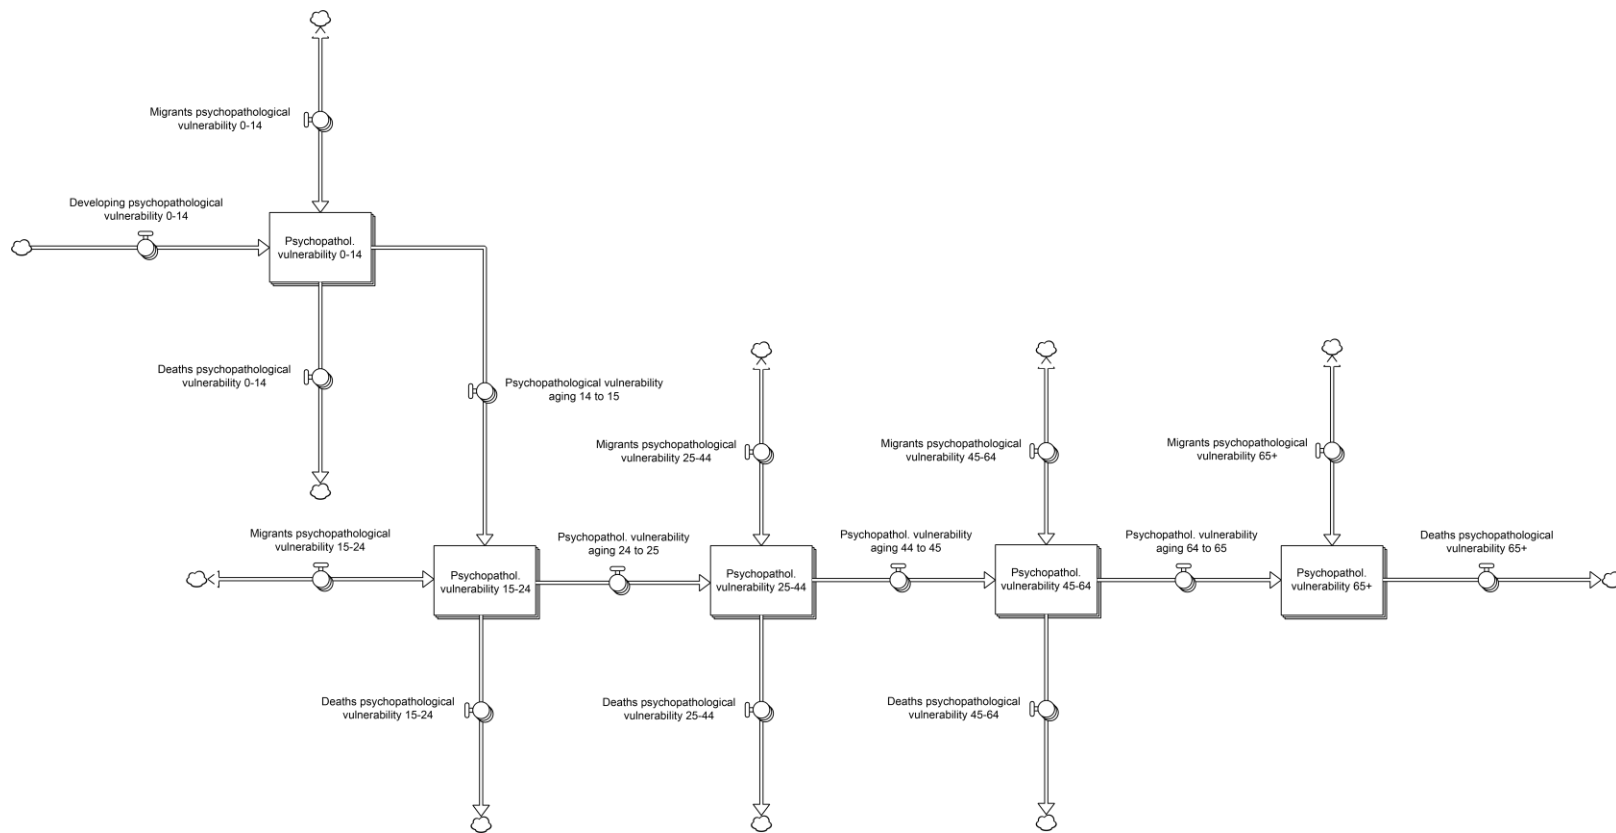 Migrants psychopathological
vulnerability 0-14
Developing psychopathological
vulnerability 0-14
Psychopathol.
vulnerability 0-14
Deaths psychopathological
vulnerability 0-14
Psychopathological vulnerability
aging 14 to 15
Migrants psychopathological
vulnerability 25-44
Migrants psychopathological
vulnerability 45-64
Migrants psychopathological
vulnerability 65+
Migrants psychopathological
vulnerability 15-24
Psychopathol. vulnerability
aging 24 to 25
Psychopathol. vulnerability
aging 44 to 45
Psychopathol. vulnerability
aging 64 to 65
Deaths psychopathological
vulnerability 65+
Psychopathol.
vulnerability 15-24
Psychopathol.
vulnerability 25-44
Psychopathol.
vulnerability 45-64
Psychopathol.
vulnerability 65+
Deaths psychopathological
vulnerability 15-24
Deaths psychopathological
vulnerability 25-44
Deaths psychopathological
vulnerability 45-64